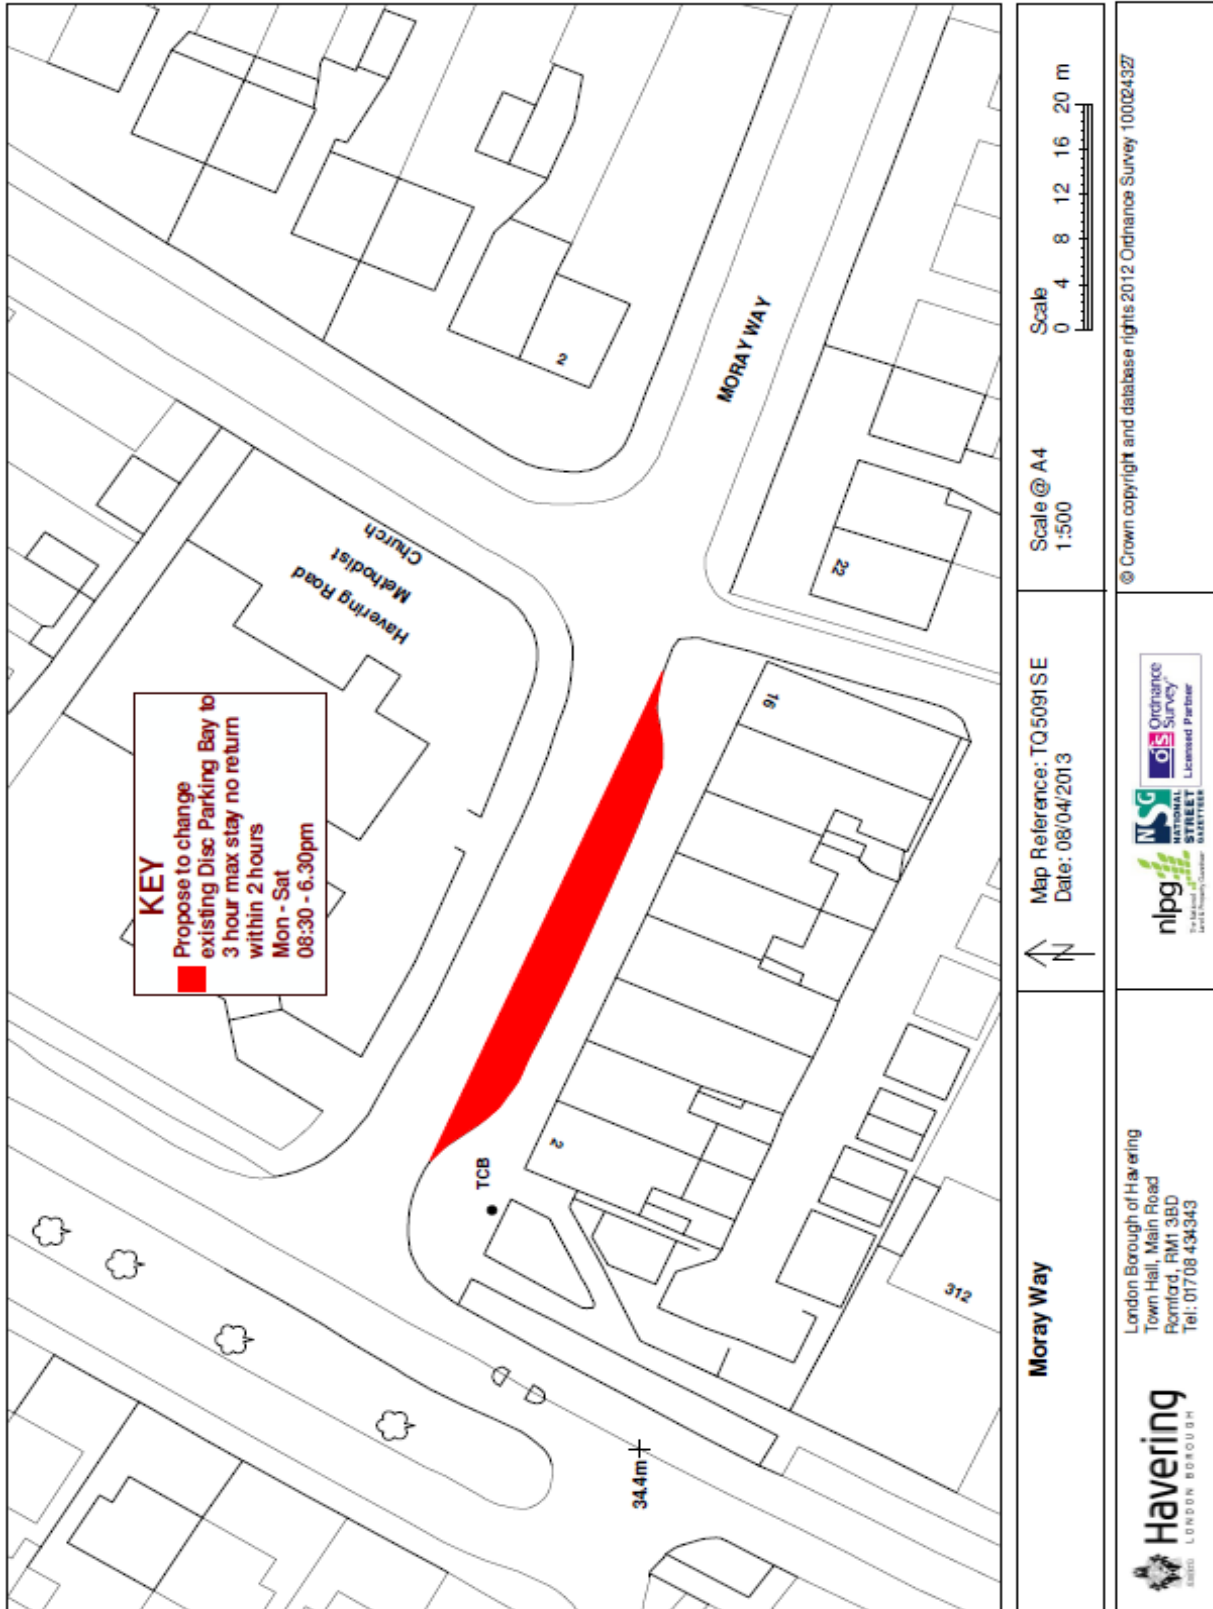 KEY
Propose to change
existing Disc Parking Bay to
3 hour max stay no return
within 2 hours
Mon - Sat
08:30 - 6.30pm
Havering Road
Methodist
Church
2
MORAY WAY
22
16
2
TCB
312
34.4m
Moray Way
N
Map Reference: TQ5091SE
Date: 08/04/2013
Scale @ A4
1:500
Scale
0 4 8 12 16 20 m
Havering
LONDON BOROUGH
London Borough of Havering
Town Hall, Main Road
Romford, RM1 3BD
Tel: 01708 434343
nlpg
NSG
NATIONAL
STREET
GAZETTEER
OS Ordnance
Survey
Licensed Partner
© Crown copyright and database rights 2012 Ordnance Survey 100024327